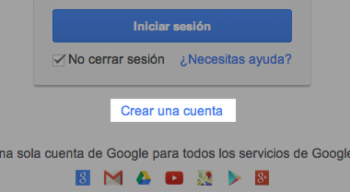 Iniciar sesión
No cerrar sesión ¿Necesitas ayuda?
Crear una cuenta
na sola cuenta de Google para todos los servicios de Google